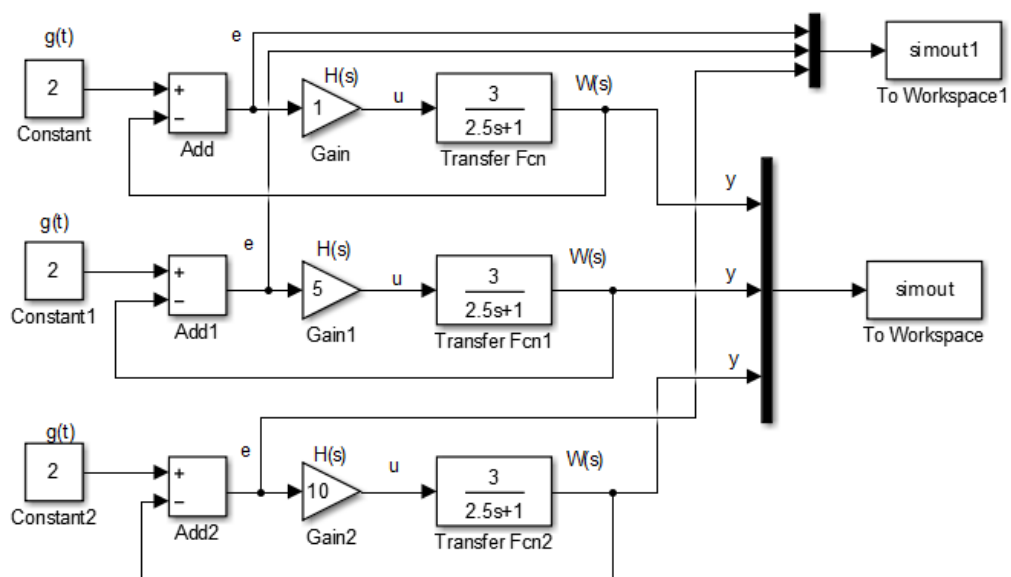 g(t)
e
2
Constant
+
−
Add
H(s)
1
Gain
u
3
2.5s+1
Transfer Fcn
W(s)
simout1
To Workspace1
g(t)
2
Constant1
+
−
Add1
e
H(s)
5
Gain1
u
3
2.5s+1
Transfer Fcn1
W(s)
y
y
y
simout
To Workspace
g(t)
2
Constant2
+
−
Add2
e
H(s)
10
Gain2
u
3
2.5s+1
Transfer Fcn2
W(s)